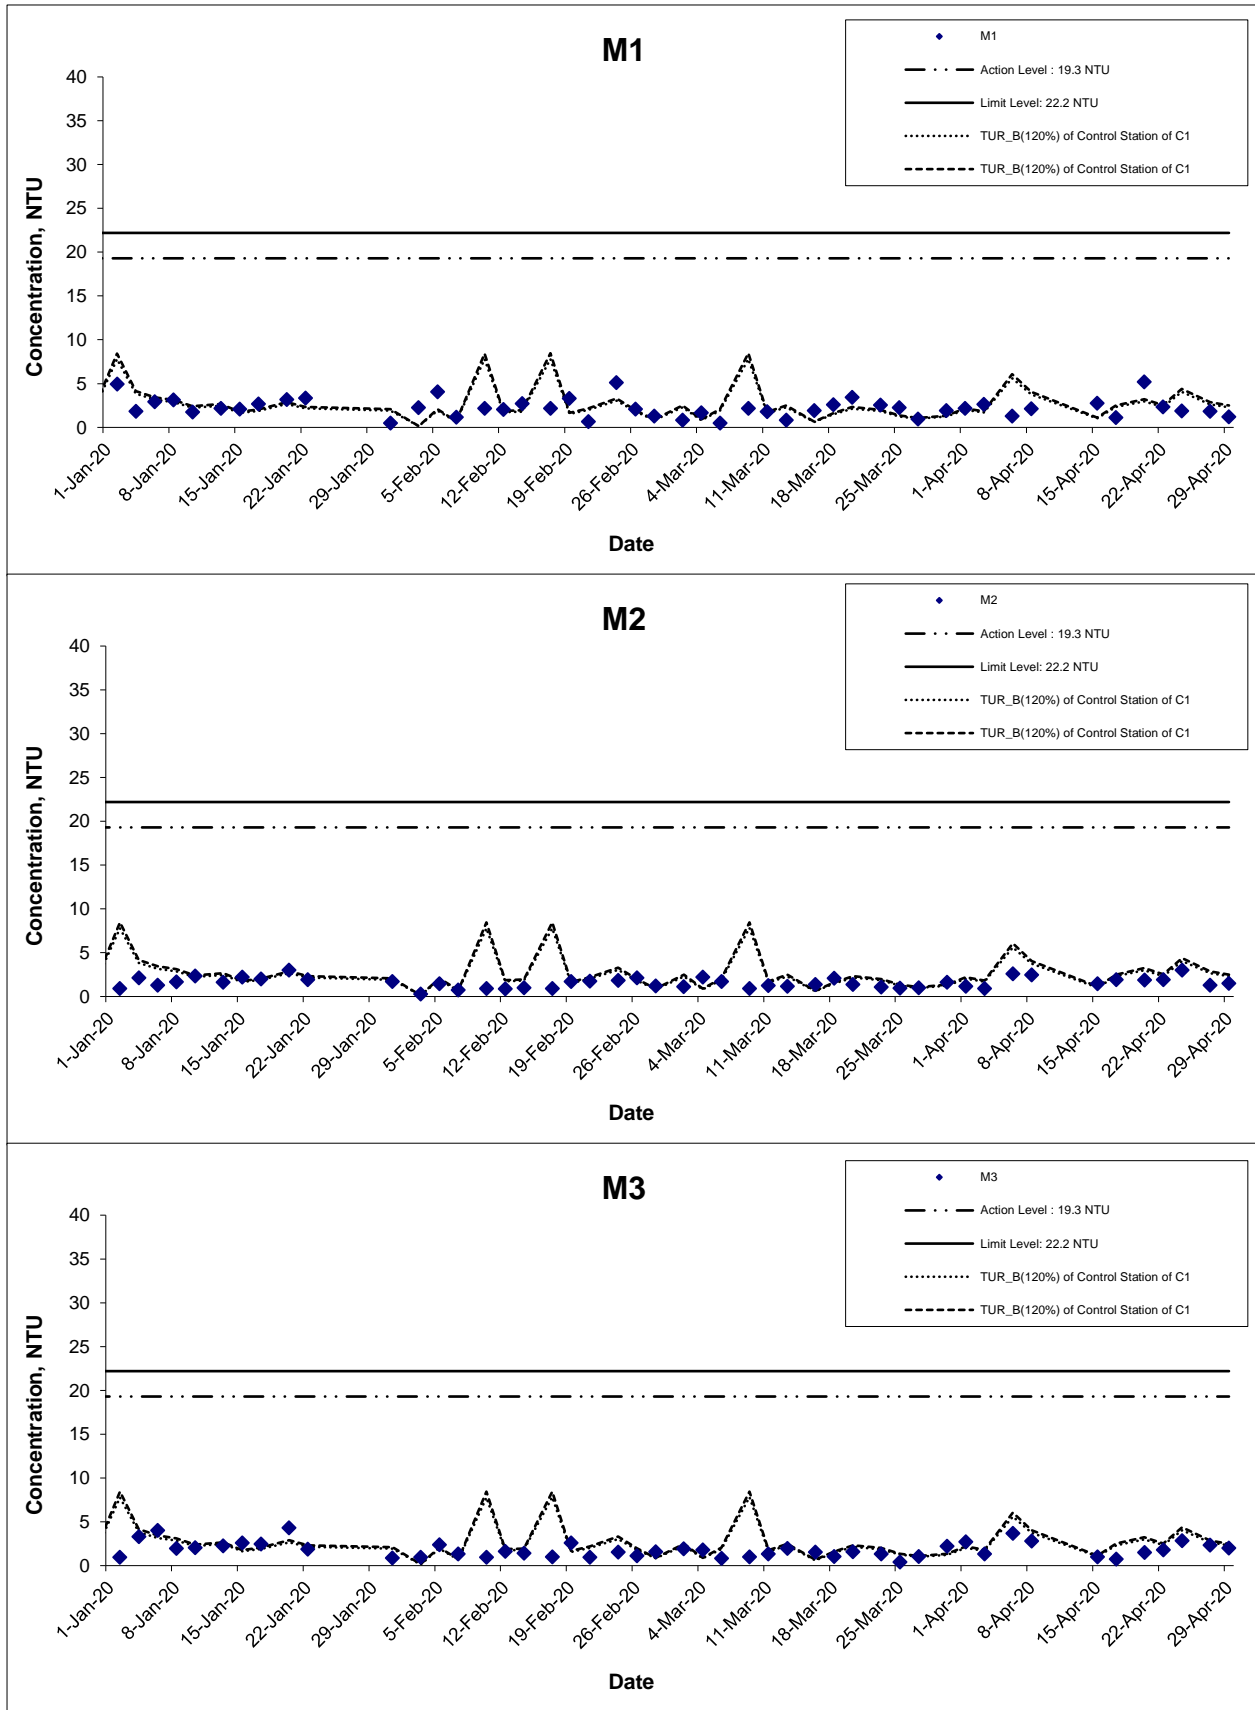 M1
M1
Action Level : 19.3 NTU
Limit Level: 22.2 NTU
TUR_B(120%) of Control Station of C1
TUR_B(120%) of Control Station of C1
Concentration, NTU
40
35
30
25
20
15
10
5
0
1-Jan-20
8-Jan-20
15-Jan-20
22-Jan-20
29-Jan-20
5-Feb-20
12-Feb-20
19-Feb-20
26-Feb-20
4-Mar-20
11-Mar-20
18-Mar-20
25-Mar-20
1-Apr-20
8-Apr-20
15-Apr-20
22-Apr-20
29-Apr-20
Date
M2
M2
Action Level : 19.3 NTU
Limit Level: 22.2 NTU
TUR_B(120%) of Control Station of C1
TUR_B(120%) of Control Station of C1
Concentration, NTU
40
35
30
25
20
15
10
5
0
1-Jan-20
8-Jan-20
15-Jan-20
22-Jan-20
29-Jan-20
5-Feb-20
12-Feb-20
19-Feb-20
26-Feb-20
4-Mar-20
11-Mar-20
18-Mar-20
25-Mar-20
1-Apr-20
8-Apr-20
15-Apr-20
22-Apr-20
29-Apr-20
Date
M3
M3
Action Level : 19.3 NTU
Limit Level: 22.2 NTU
TUR_B(120%) of Control Station of C1
TUR_B(120%) of Control Station of C1
Concentration, NTU
40
35
30
25
20
15
10
5
0
1-Jan-20
8-Jan-20
15-Jan-20
22-Jan-20
29-Jan-20
5-Feb-20
12-Feb-20
19-Feb-20
26-Feb-20
4-Mar-20
11-Mar-20
18-Mar-20
25-Mar-20
1-Apr-20
8-Apr-20
15-Apr-20
22-Apr-20
29-Apr-20
Date